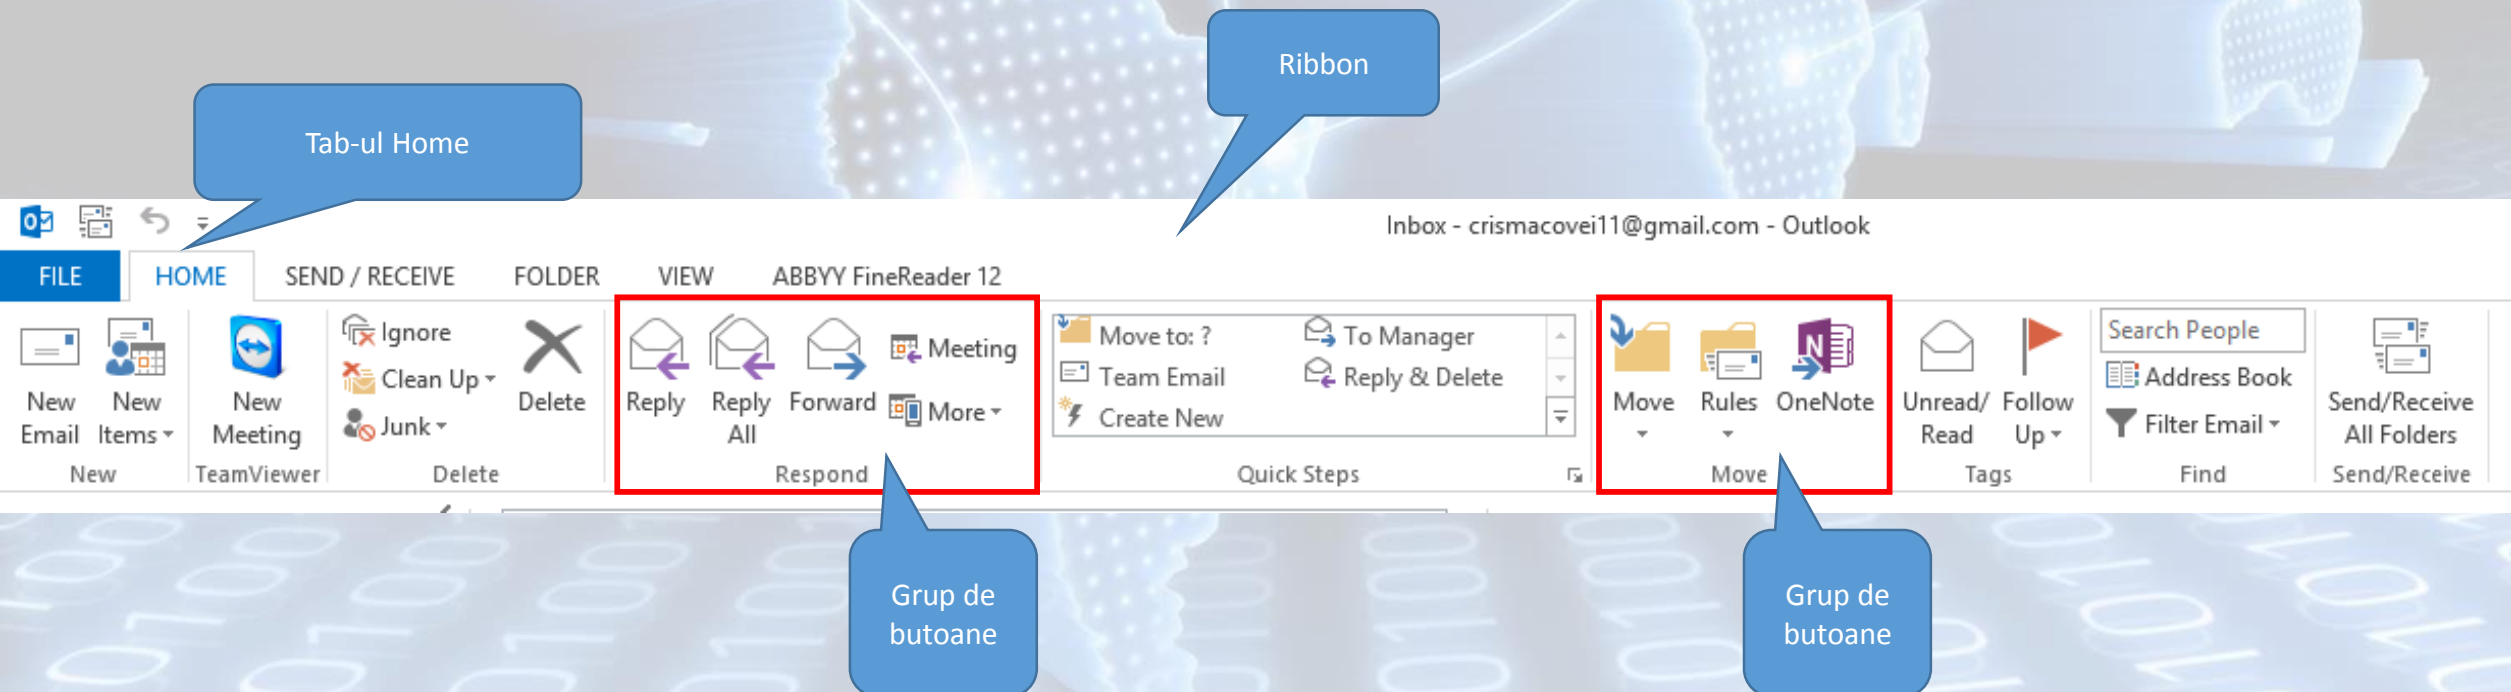 Ribbon
Tab-ul Home
Inbox - crismacovei11@gmail.com - Outlook
FILE HOME SEND / RECEIVE FOLDER VIEW ABBYY FineReader 12
New
Email
New
Items
New
New
Meeting
TeamViewer
Ignore
Clean Up
Junk
Delete
Delete
Reply
Reply
All
Forward
Meeting
More
Respond
Move to: ?
Team Email
Create New
To Manager
Reply & Delete
Quick Steps
Move
Rules
OneNote
Move
Unread/
Read
Follow
Up
Tags
Search People
Address Book
Filter Email
Find
Send/Receive
All Folders
Send/Receive
Grup de
butoane
Grup de
butoane